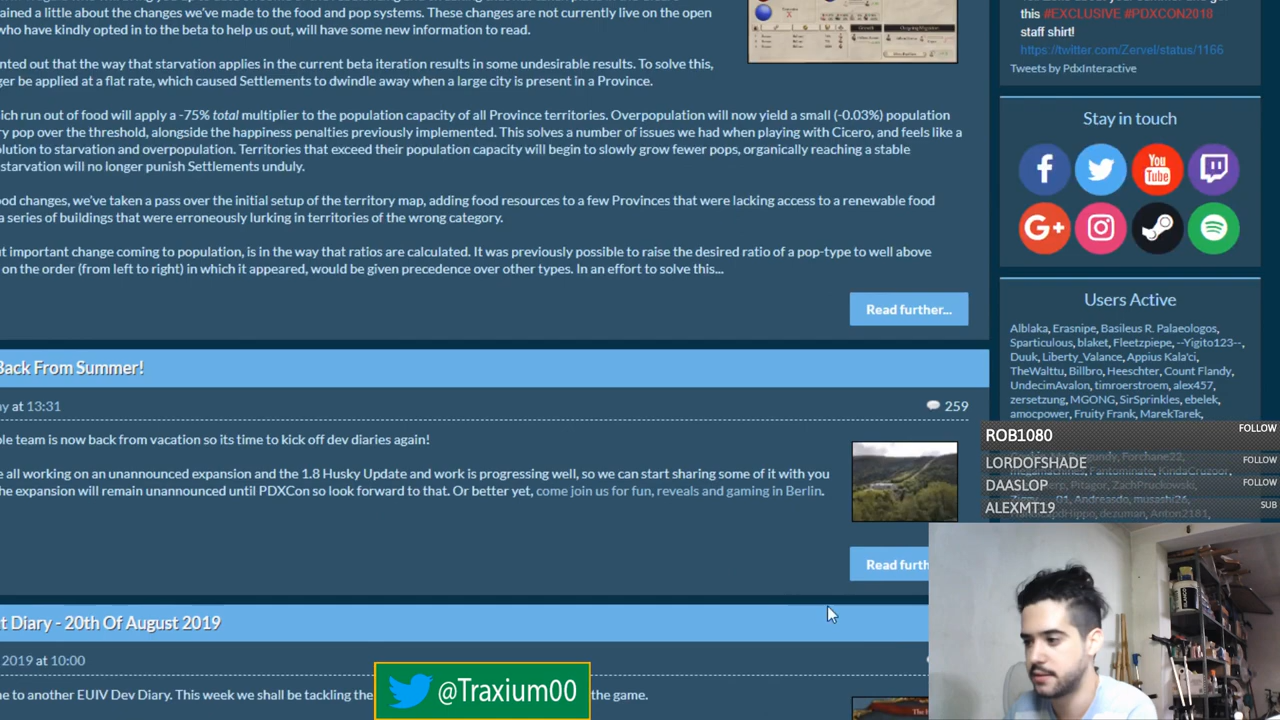 ained a little about the changes we've made to the food and pop systems. These changes are not currently live on the open
who have kindly opted in to the beta to help us out, will have some new information to read.
nted out that the way that starvation applies in the current beta iteration results in some undesirable results. To solve this,
ger be applied at a flat rate, which caused Settlements to dwindle away when a large city is present in a Province.
ich run out of food will apply a -75% total multiplier to the population capacity of all Province territories. Overpopulation will now yield a small (-0.03%) population
ry pop over the threshold, alongside the happiness penalties previously implemented. This solves a number of issues we had when playing with Cicero, and feels like a
olution to starvation and overpopulation. Territories that exceed their population capacity will begin to slowly grow fewer pops, organically reaching a stable
starvation will no longer punish Settlements unduly.
ood changes, we've taken a pass over the initial setup of the territory map, adding food resources to a few Provinces that were lacking access to a renewable food
a series of buildings that were erroneously lurking in territories of the wrong category.
ut important change coming to population, is in the way that ratios are calculated. It was previously possible to raise the desired ratio of a pop-type to well above
on the order (from left to right) in which it appeared, would be given precedence over other types. In an effort to solve this...
Read further...
Back From Summer!
ay at 13:31
259
ole team is now back from vacation so its time to kick off dev diaries again!
e all working on an unannounced expansion and the 1.8 Husky Update and work is progressing well, so we can start sharing some of it with you
he expansion will remain unannounced until PDXCon so look forward to that. Or better yet, come join us for fun, reveals and gaming in Berlin.
Read furth
t Diary - 20th Of August 2019
2019 at 10:00
ne to another EUIV Dev Diary. This week we shall be tackling the
the game.
@Traxium00
this #EXCLUSIVE #PDXCON2018
staff shirt!
https://twitter.com/Zervel/status/1166
Tweets by PdxInteractive
Stay in touch
You
Tube
G+
Users Active
Alblaka, Erasnipe, Basileus R. Palaeologos,
Sparticulous, blaket, Fleetzpiepe, --Yigito123--,
Duuk, Liberty_Valance, Appius Kala'ci,
TheWalttu, Billbro, Heeschter, Count Flandy,
UndecimAvalon, timroerstroem, alex457,
zersetzung, MGONG, SirSprinkles, ebelek,
amocpower, Fruity Frank, MarekTarek,
ROB1080 FOLLOW
LORDOFSHADE FOLLOW
DAASLOP FOLLOW
ALEXMT19 SUB